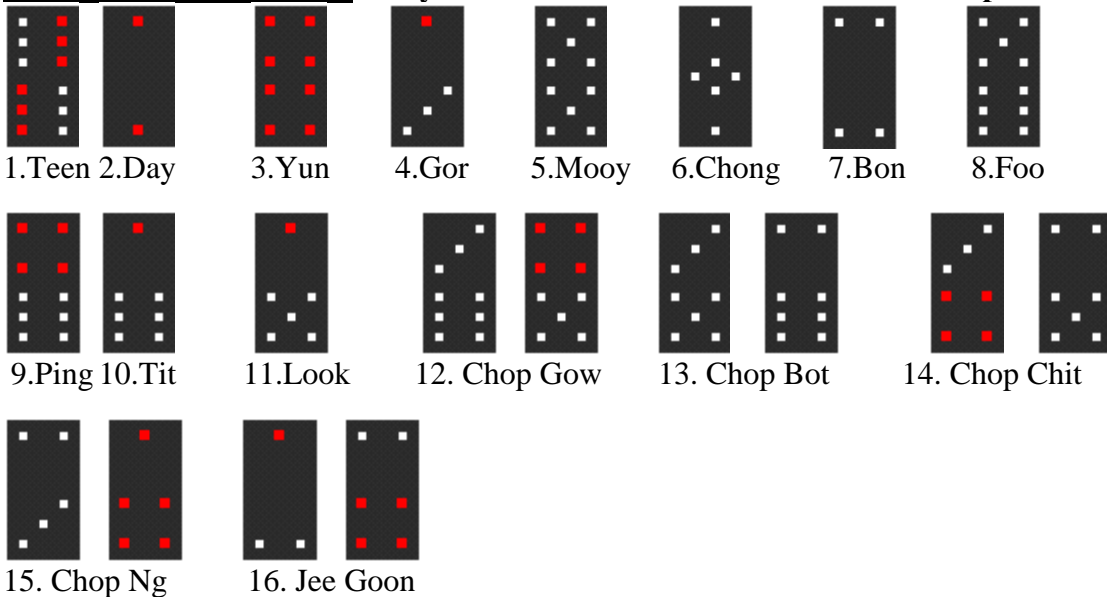 1.Teen 2.Day 3.Yun 4.Gor 5.Mooy 6.Chong 7.Bon 8.Foo
9.Ping 10.Tit 11.Look 12. Chop Gow 13. Chop Bot 14. Chop Chit
15. Chop Ng 16. Jee Goon